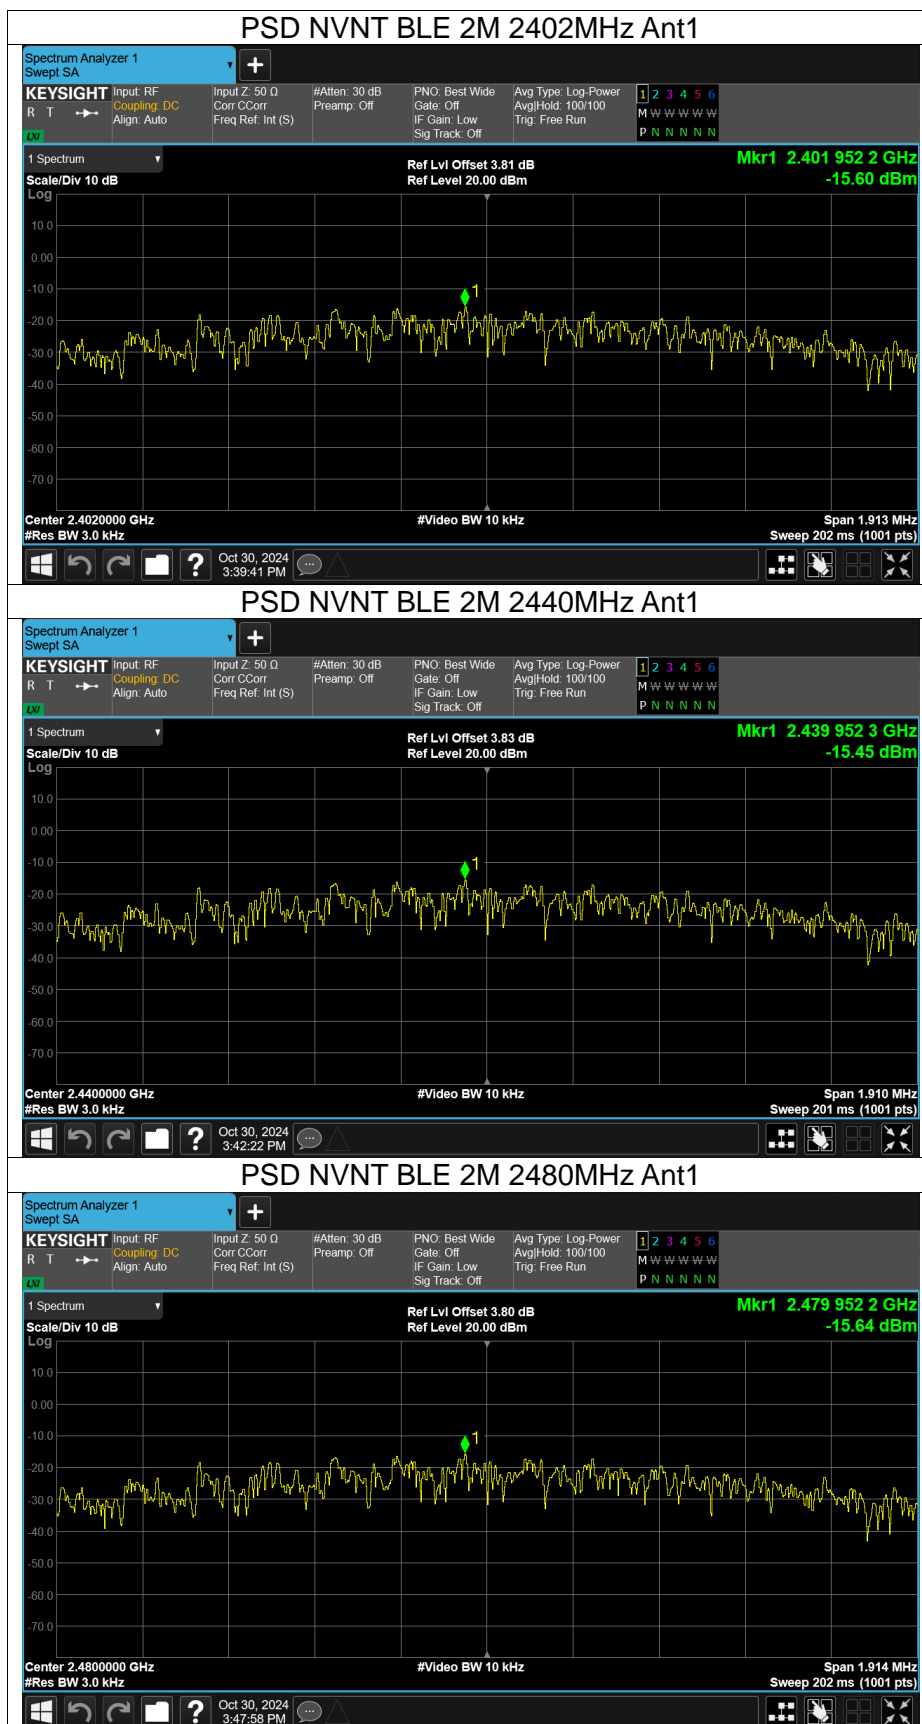 PSD NVNT BLE 2M 2402MHz Ant1
Spectrum Analyzer 1
Swept SA
KEYSIGHT
R T
LXI
Input: RF
Coupling: DC
Align: Auto
Input Z: 50 Ω
Corr CCorr
Freq Ref: Int (S)
#Atten: 30 dB
Preamp: Off
PNO: Best Wide
Gate: Off
IF Gain: Low
Sig Track: Off
Avg Type: Log-Power
Avg|Hold: 100/100
Trig: Free Run
1 2 3 4 5 6
M W W W W W
P N N N N N
1 Spectrum
Scale/Div 10 dB
Log
Ref Lvl Offset 3.81 dB
Ref Level 20.00 dBm
Mkr1 2.401 952 2 GHz
-15.60 dBm
10.0
0.00
-10.0
-20.0
-30.0
-40.0
-50.0
-60.0
-70.0
1
Center 2.4020000 GHz
#Res BW 3.0 kHz
#Video BW 10 kHz
Span 1.913 MHz
Sweep 202 ms (1001 pts)
Oct 30, 2024
3:39:41 PM
PSD NVNT BLE 2M 2440MHz Ant1
Spectrum Analyzer 1
Swept SA
KEYSIGHT
R T
LXI
Input: RF
Coupling: DC
Align: Auto
Input Z: 50 Ω
Corr CCorr
Freq Ref: Int (S)
#Atten: 30 dB
Preamp: Off
PNO: Best Wide
Gate: Off
IF Gain: Low
Sig Track: Off
Avg Type: Log-Power
Avg|Hold: 100/100
Trig: Free Run
1 2 3 4 5 6
M W W W W W
P N N N N N
1 Spectrum
Scale/Div 10 dB
Log
Ref Lvl Offset 3.83 dB
Ref Level 20.00 dBm
Mkr1 2.439 952 3 GHz
-15.45 dBm
10.0
0.00
-10.0
-20.0
-30.0
-40.0
-50.0
-60.0
-70.0
1
Center 2.4400000 GHz
#Res BW 3.0 kHz
#Video BW 10 kHz
Span 1.910 MHz
Sweep 201 ms (1001 pts)
Oct 30, 2024
3:42:22 PM
PSD NVNT BLE 2M 2480MHz Ant1
Spectrum Analyzer 1
Swept SA
KEYSIGHT
R T
LXI
Input: RF
Coupling: DC
Align: Auto
Input Z: 50 Ω
Corr CCorr
Freq Ref: Int (S)
#Atten: 30 dB
Preamp: Off
PNO: Best Wide
Gate: Off
IF Gain: Low
Sig Track: Off
Avg Type: Log-Power
Avg|Hold: 100/100
Trig: Free Run
1 2 3 4 5 6
M W W W W W
P N N N N N
1 Spectrum
Scale/Div 10 dB
Log
Ref Lvl Offset 3.80 dB
Ref Level 20.00 dBm
Mkr1 2.479 952 2 GHz
-15.64 dBm
10.0
0.00
-10.0
-20.0
-30.0
-40.0
-50.0
-60.0
-70.0
1
Center 2.4800000 GHz
#Res BW 3.0 kHz
#Video BW 10 kHz
Span 1.914 MHz
Sweep 202 ms (1001 pts)
Oct 30, 2024
3:47:58 PM